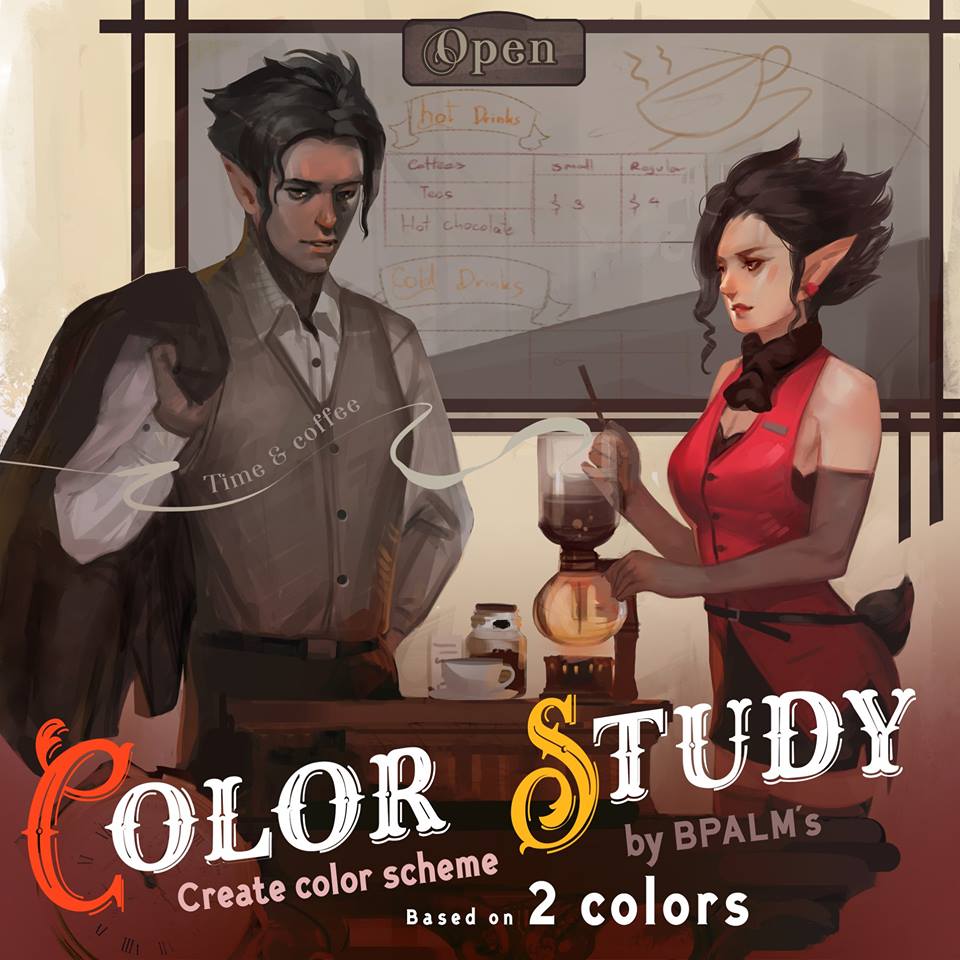 Open
hot Drinks
Coffees small Regular
Teas $ 3 $ 4
Hot chocolate
Cold Drinks
Time & coffee
COLOR STUDY
by BPALM's
Create color scheme
Based on 2 colors